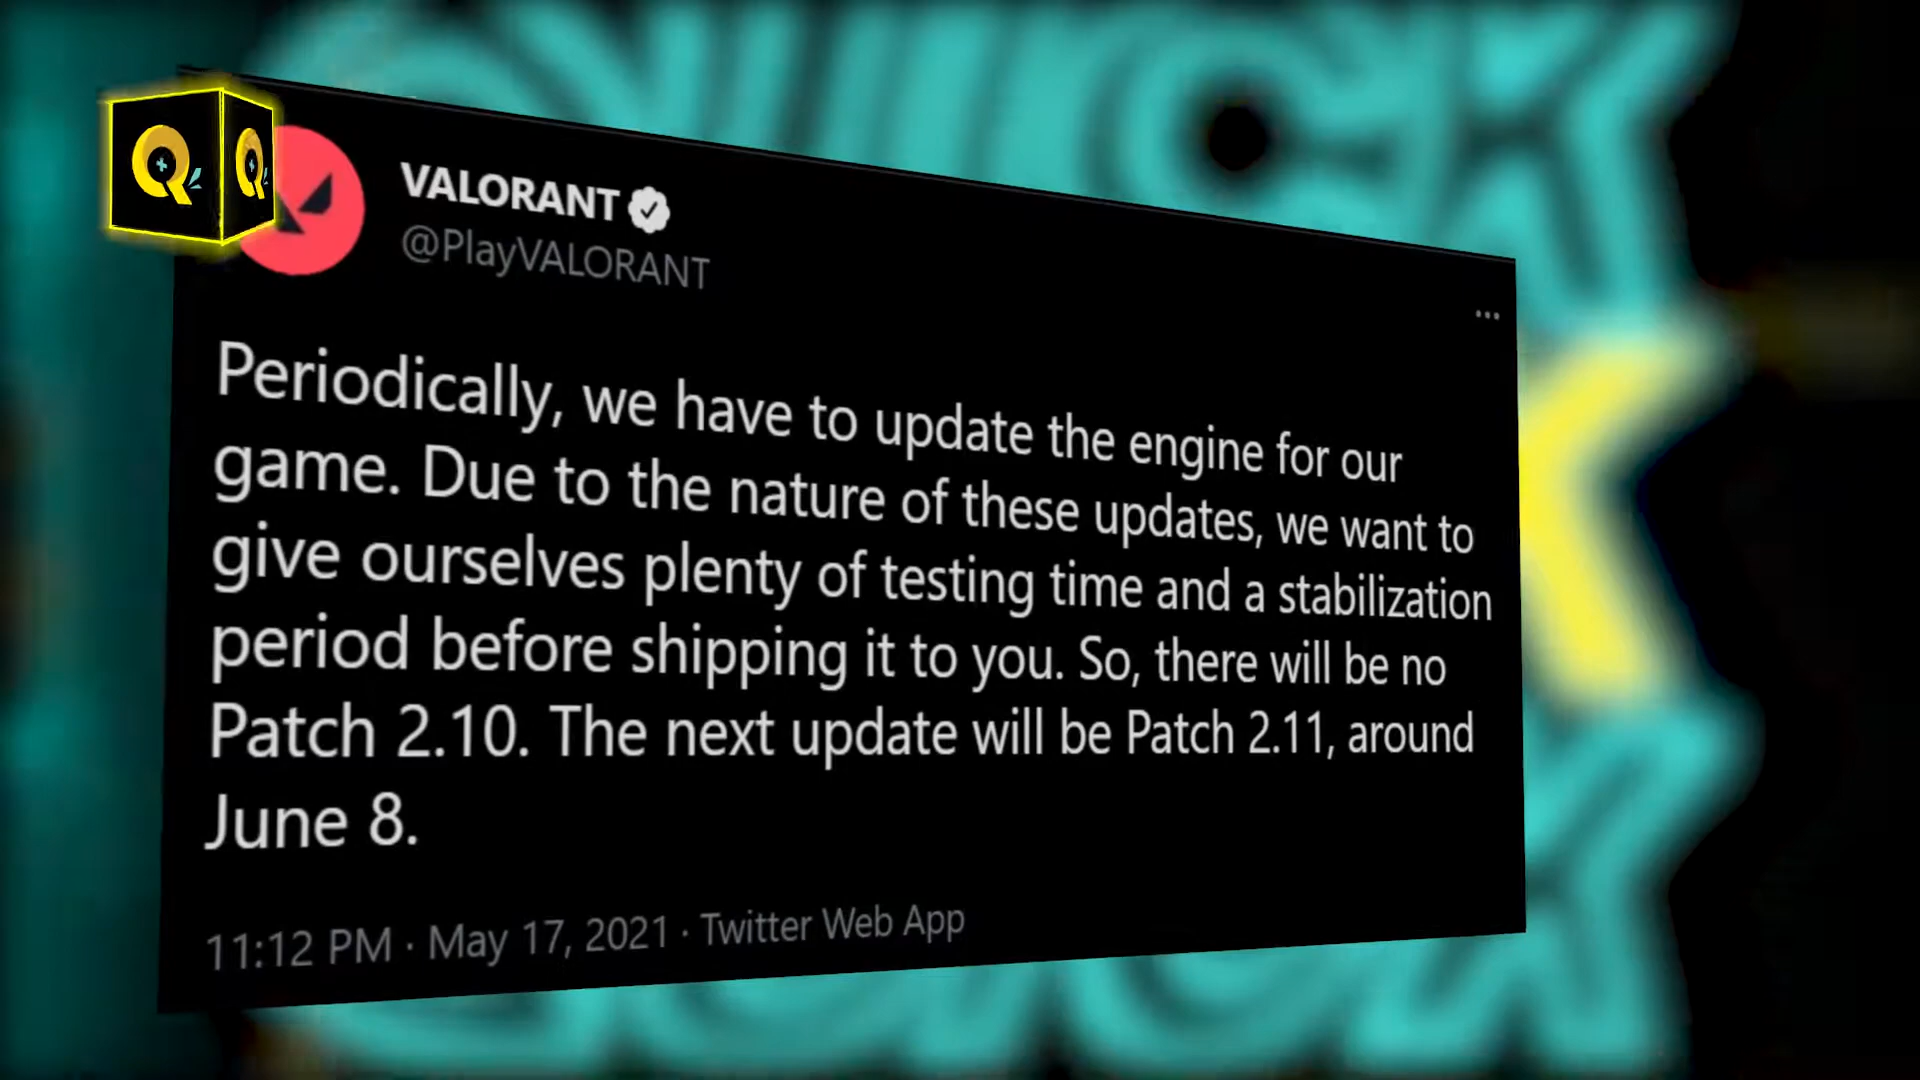 VALORANT
@PlayVALORANT
Periodically, we have to update the engine for our
game. Due to the nature of these updates, we want to
give ourselves plenty of testing time and a stabilization
period before shipping it to you. So, there will be no
Patch 2.10. The next update will be Patch 2.11, around
June 8.
11:12 PM · May 17, 2021 · Twitter Web App